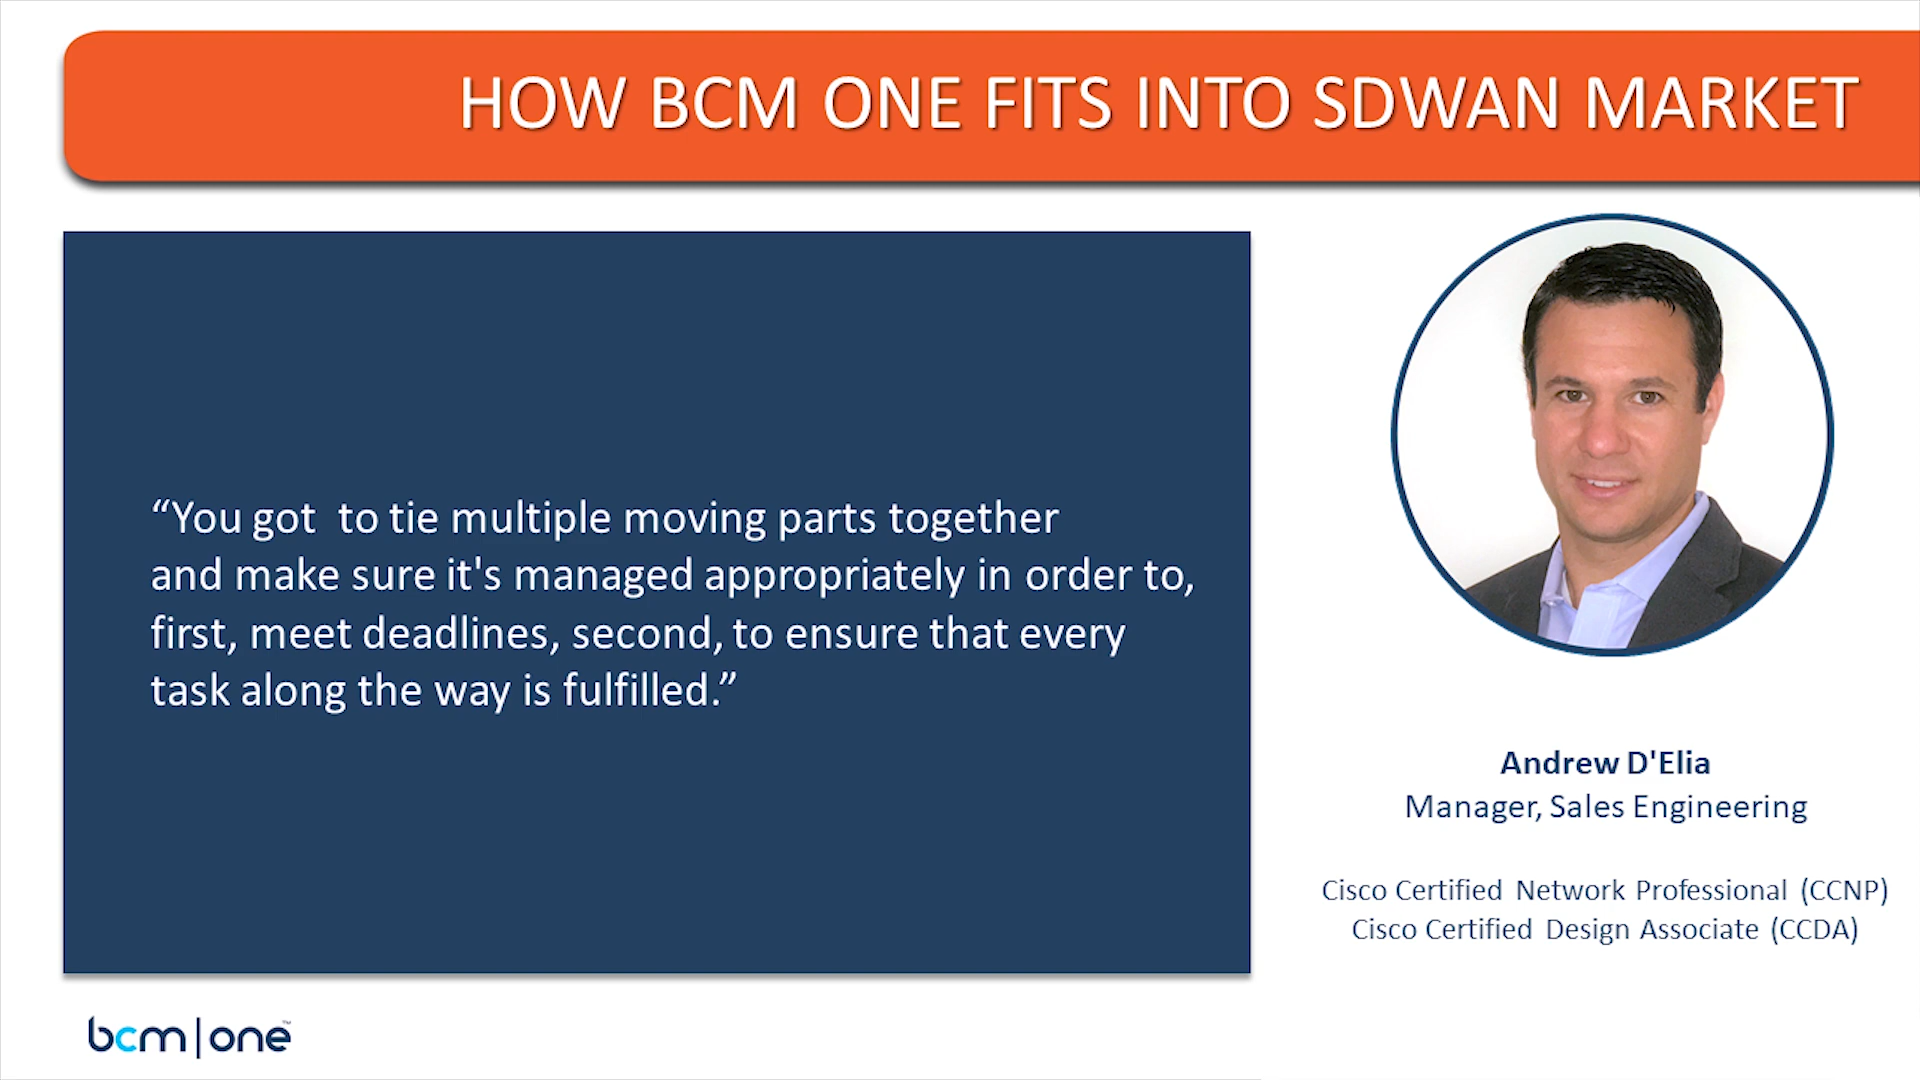 HOW BCM ONE FITS INTO SDWAN MARKET
“You got  to tie multiple moving parts together
and make sure it's managed appropriately in order to,
first, meet deadlines, second, to ensure that every
task along the way is fulfilled.”
Andrew D'Elia
Manager, Sales Engineering
Cisco Certified Network Professional (CCNP)
Cisco Certified Design Associate (CCDA)
bcm|one™